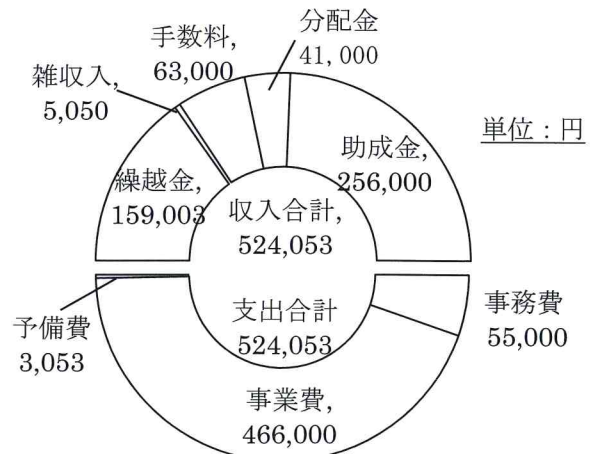 分配金
41,000
手数料,
63,000
雑収入,
5,050
単位：円
助成金,
256,000
繰越金,
159,003
収入合計,
524,053
支出合計
524,053
事務費
55,000
予備費
3,053
事業費,
466,000